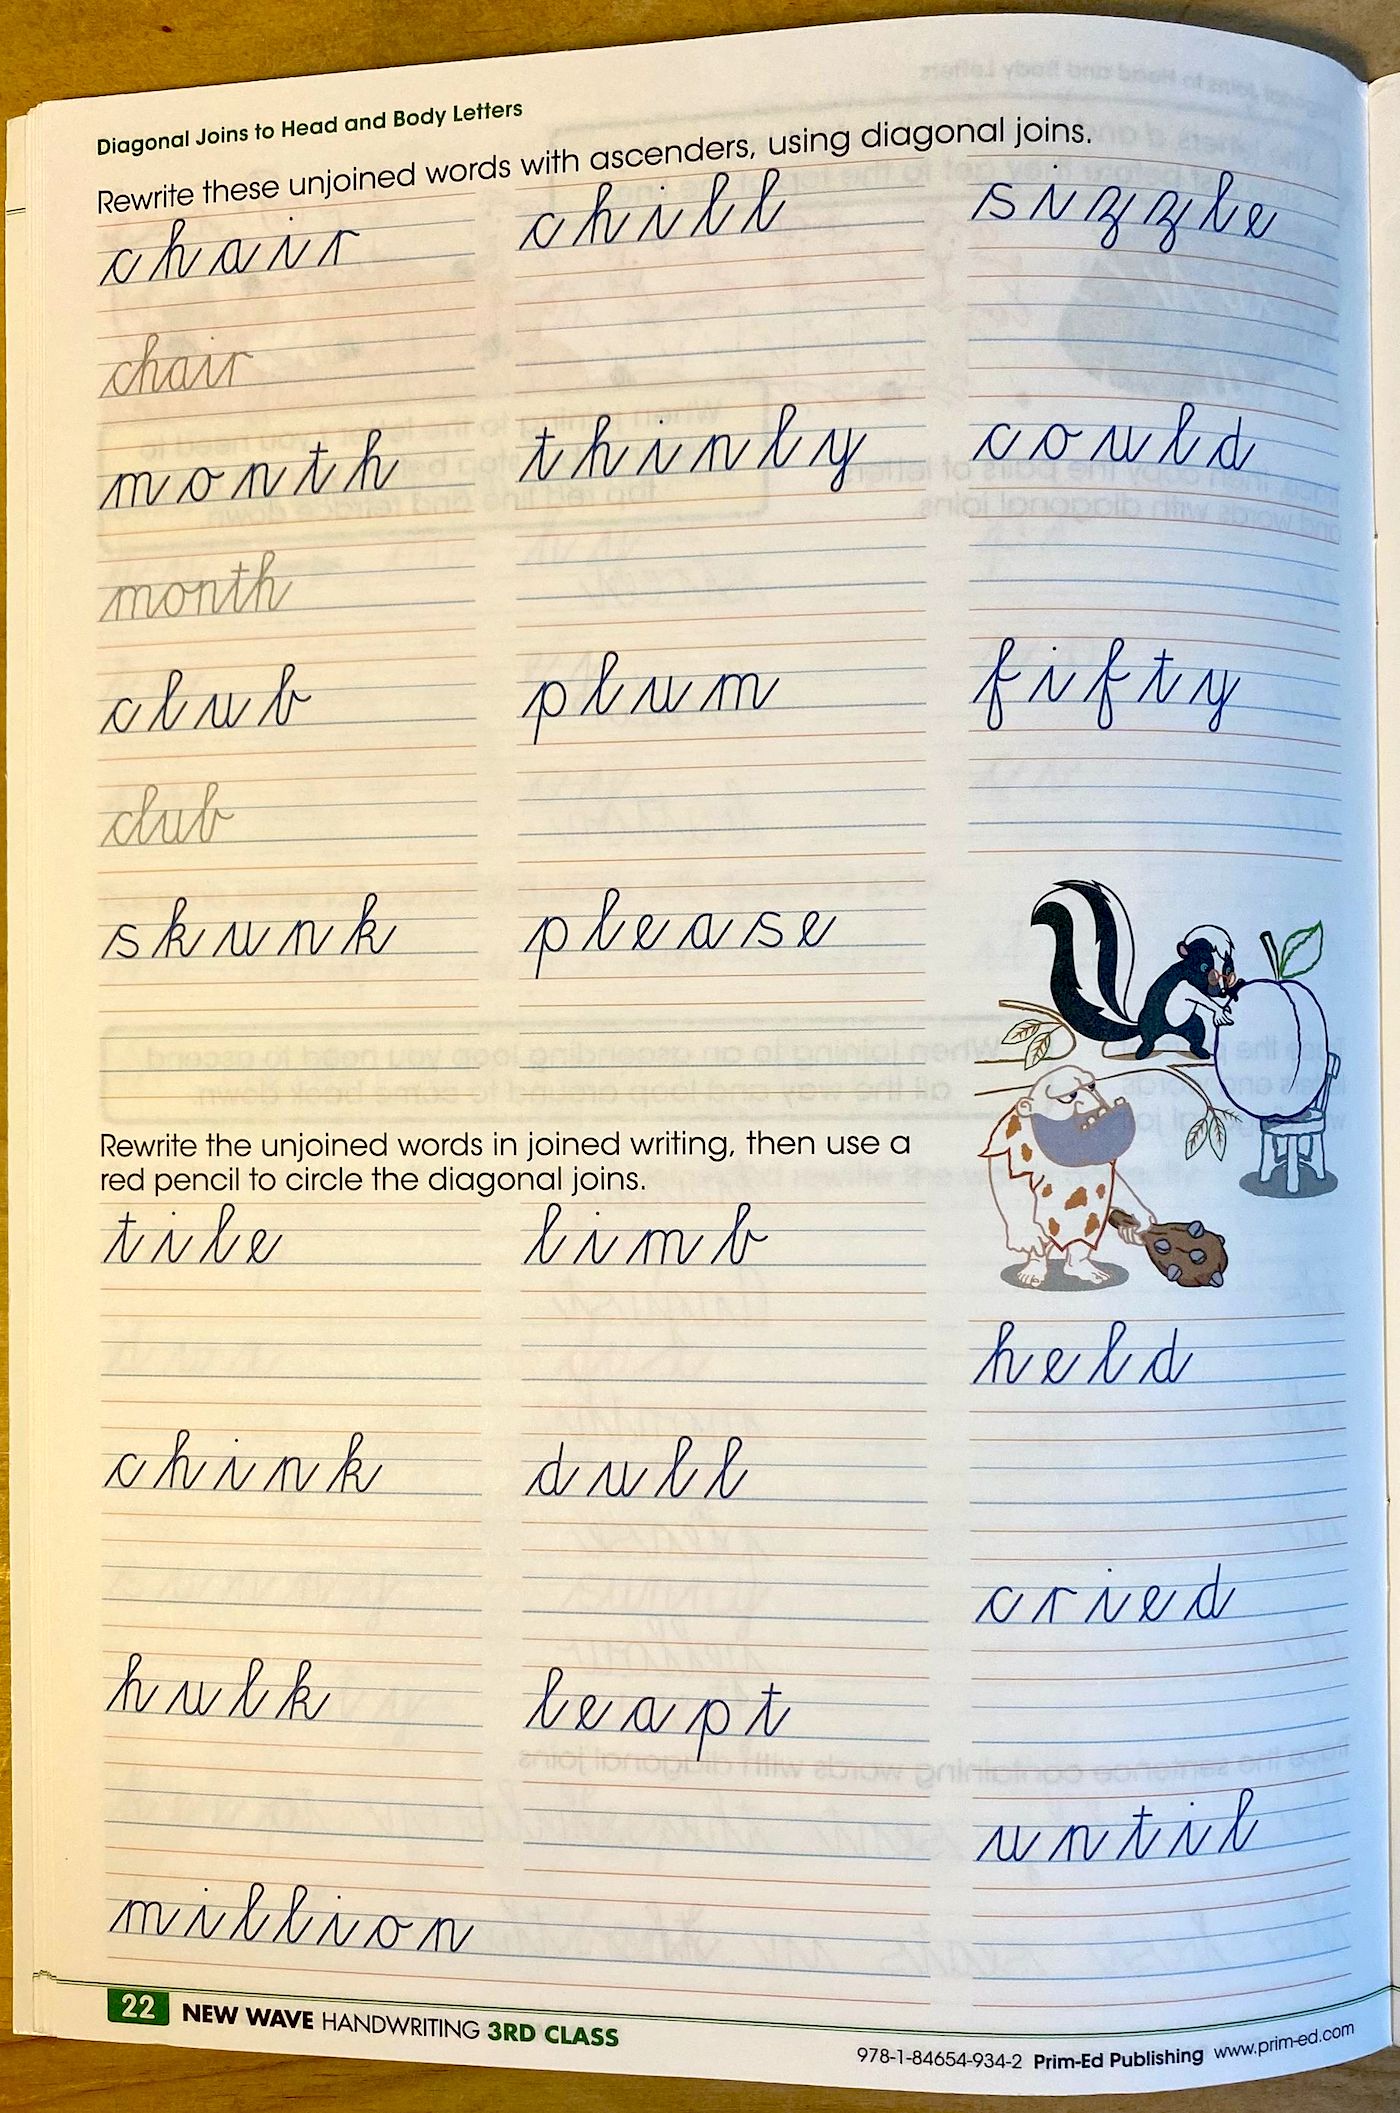 Diagonal Joins to Head and Body Letters
Rewrite these unjoined words with ascenders, using diagonal joins.
chair chill sizzle
chair
month thinly could
month
club plum fifty
club
skunk please
Rewrite the unjoined words in joined writing, then use a
red pencil to circle the diagonal joins.
tile limb
held
chink dull
cried
hulk leapt
until
million
22 NEW WAVE HANDWRITING 3RD CLASS
978-1-84654-934-2 Prim-Ed Publishing www.prim-ed.com